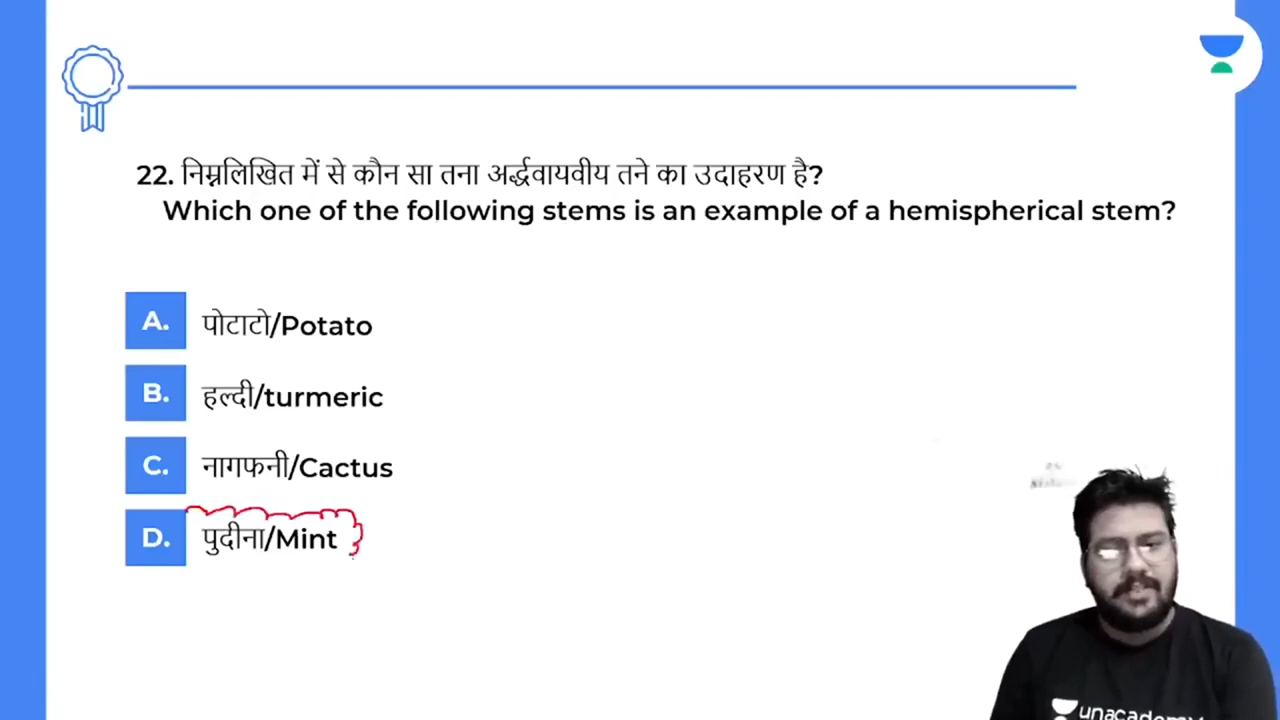 22. निम्नलिखित में से कौन सा तना अर्द्धवायवीय तने का उदाहरण है?
Which one of the following stems is an example of a hemispherical stem?
A. पोटाटो/Potato
B. हल्दी/turmeric
C. नागफनी/Cactus
D. पुदीना/Mint
unacademy